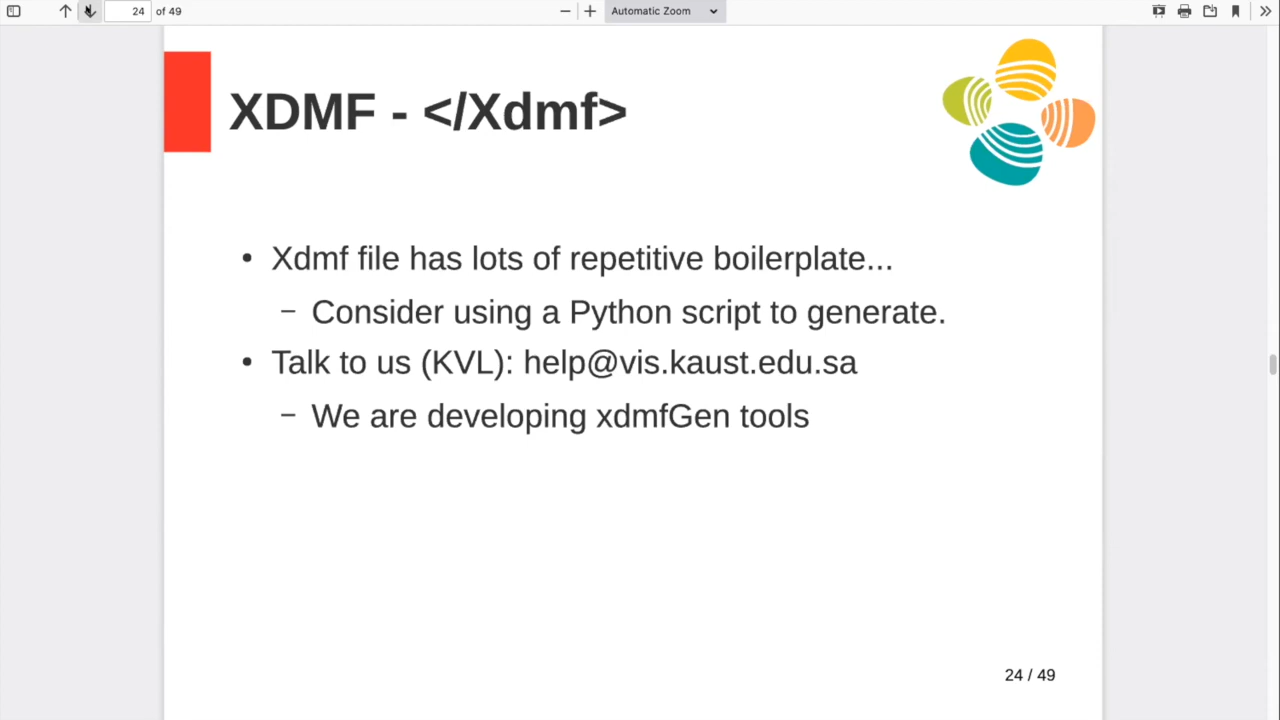 24 of 49 Automatic Zoom
XDMF - </Xdmf>
• Xdmf file has lots of repetitive boilerplate...
– Consider using a Python script to generate.
• Talk to us (KVL): help@vis.kaust.edu.sa
– We are developing xdmfGen tools
24 / 49